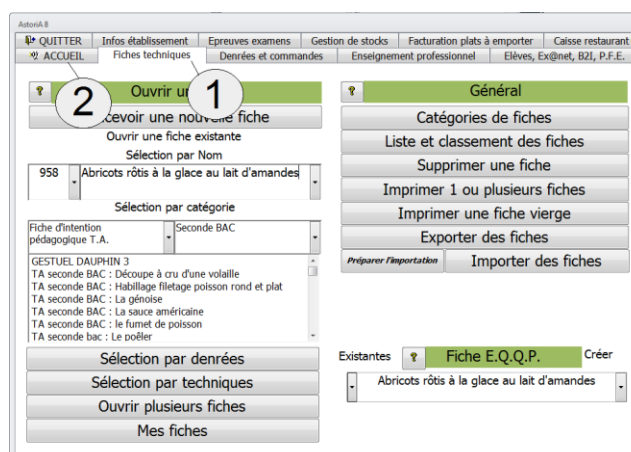 AstoriA 8
QUITTER Infos établissement Epreuves examens Gestion de stocks Facturation plats à emporter Caisse restaurant
ACCUEIL Fiches techniques Denrées et commandes Enseignement professionnel Elèves, Ex@net, B2I, P.F.E.
? Ouvrir un
1
2
cevoir une nouvelle fiche
Ouvrir une fiche existante
Sélection par Nom
958 Abricots rôtis à la glace au lait d'amandes
Sélection par catégorie
Fiche d'intention
pédagogique T.A.
Seconde BAC
GESTUEL DAUPHIN 3
TA seconde BAC : Découpe à cru d'une volaille
TA seconde BAC : Habillage filetage poisson rond et plat
TA seconde BAC : La génoise
TA seconde BAC : La sauce américaine
TA seconde BAC : le fumet de poisson
TA seconde bac : Le poêler
Sélection par denrées
Sélection par techniques
Ouvrir plusieurs fiches
Mes fiches
? Général
Catégories de fiches
Liste et classement des fiches
Supprimer une fiche
Imprimer 1 ou plusieurs fiches
Imprimer une fiche vierge
Exporter des fiches
Préparer l'importation Importer des fiches
Existantes ? Fiche E.Q.Q.P. Créer
Abricots rôtis à la glace au lait d'amandes